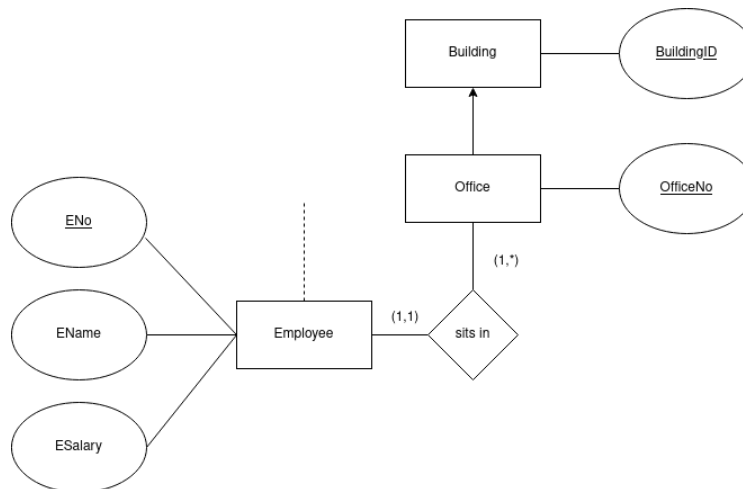 Building
BuildingID
Office
OfficeNo
ENo
(1,*)
Employee
(1,1)
sits in
EName
ESalary